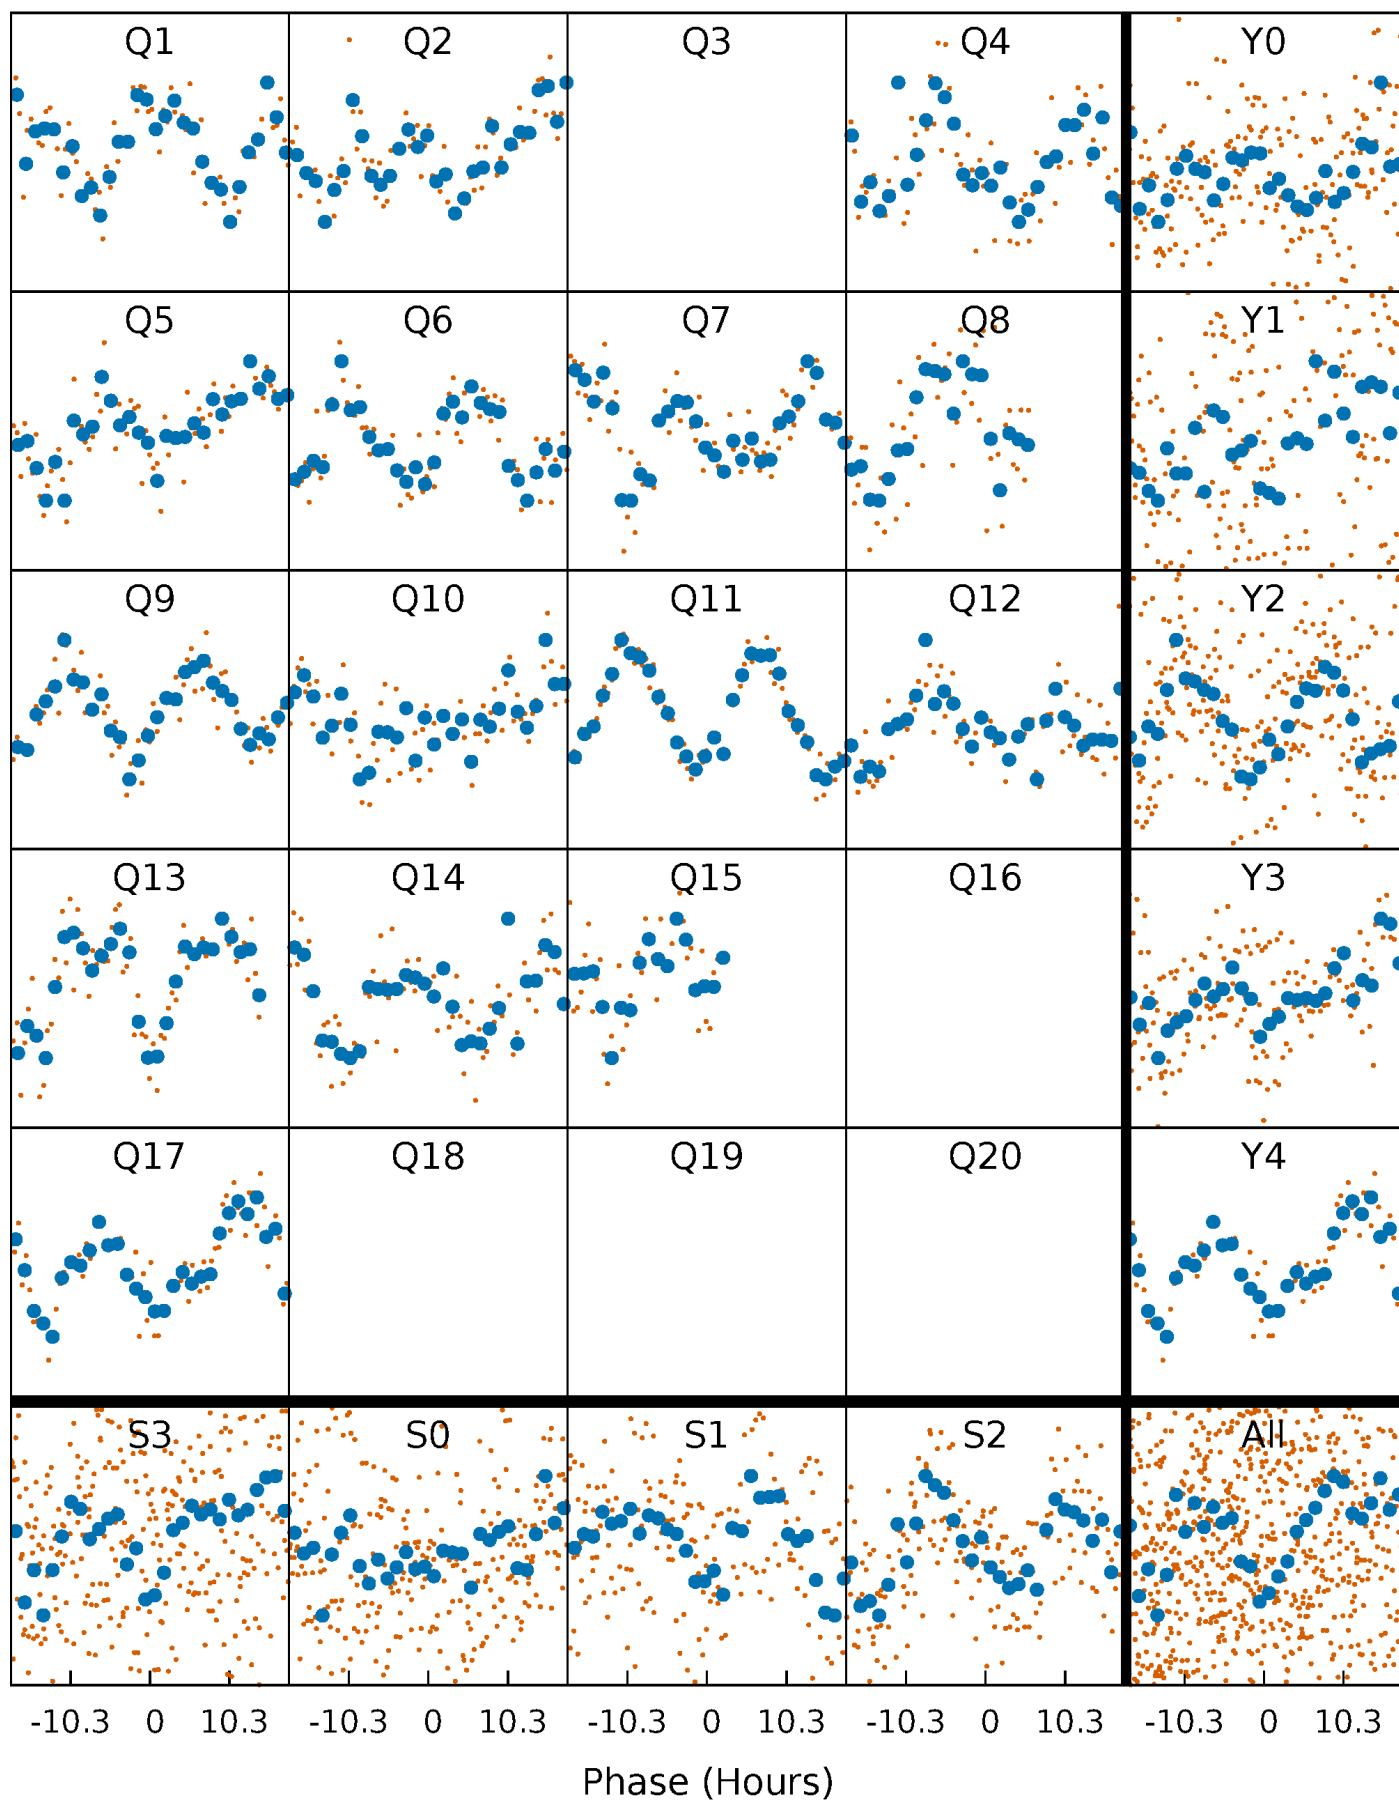 Q1 Q2 Q3 Q4 Y0
Q5 Q6 Q7 Q8 Y1
Q9 Q10 Q11 Q12 Y2
Q13 Q14 Q15 Q16 Y3
Q17 Q18 Q19 Q20 Y4
S3 S0 S1 S2 All
-10.3 0 10.3 -10.3 0 10.3 -10.3 0 10.3 -10.3 0 10.3 -10.3 0 10.3
Phase (Hours)